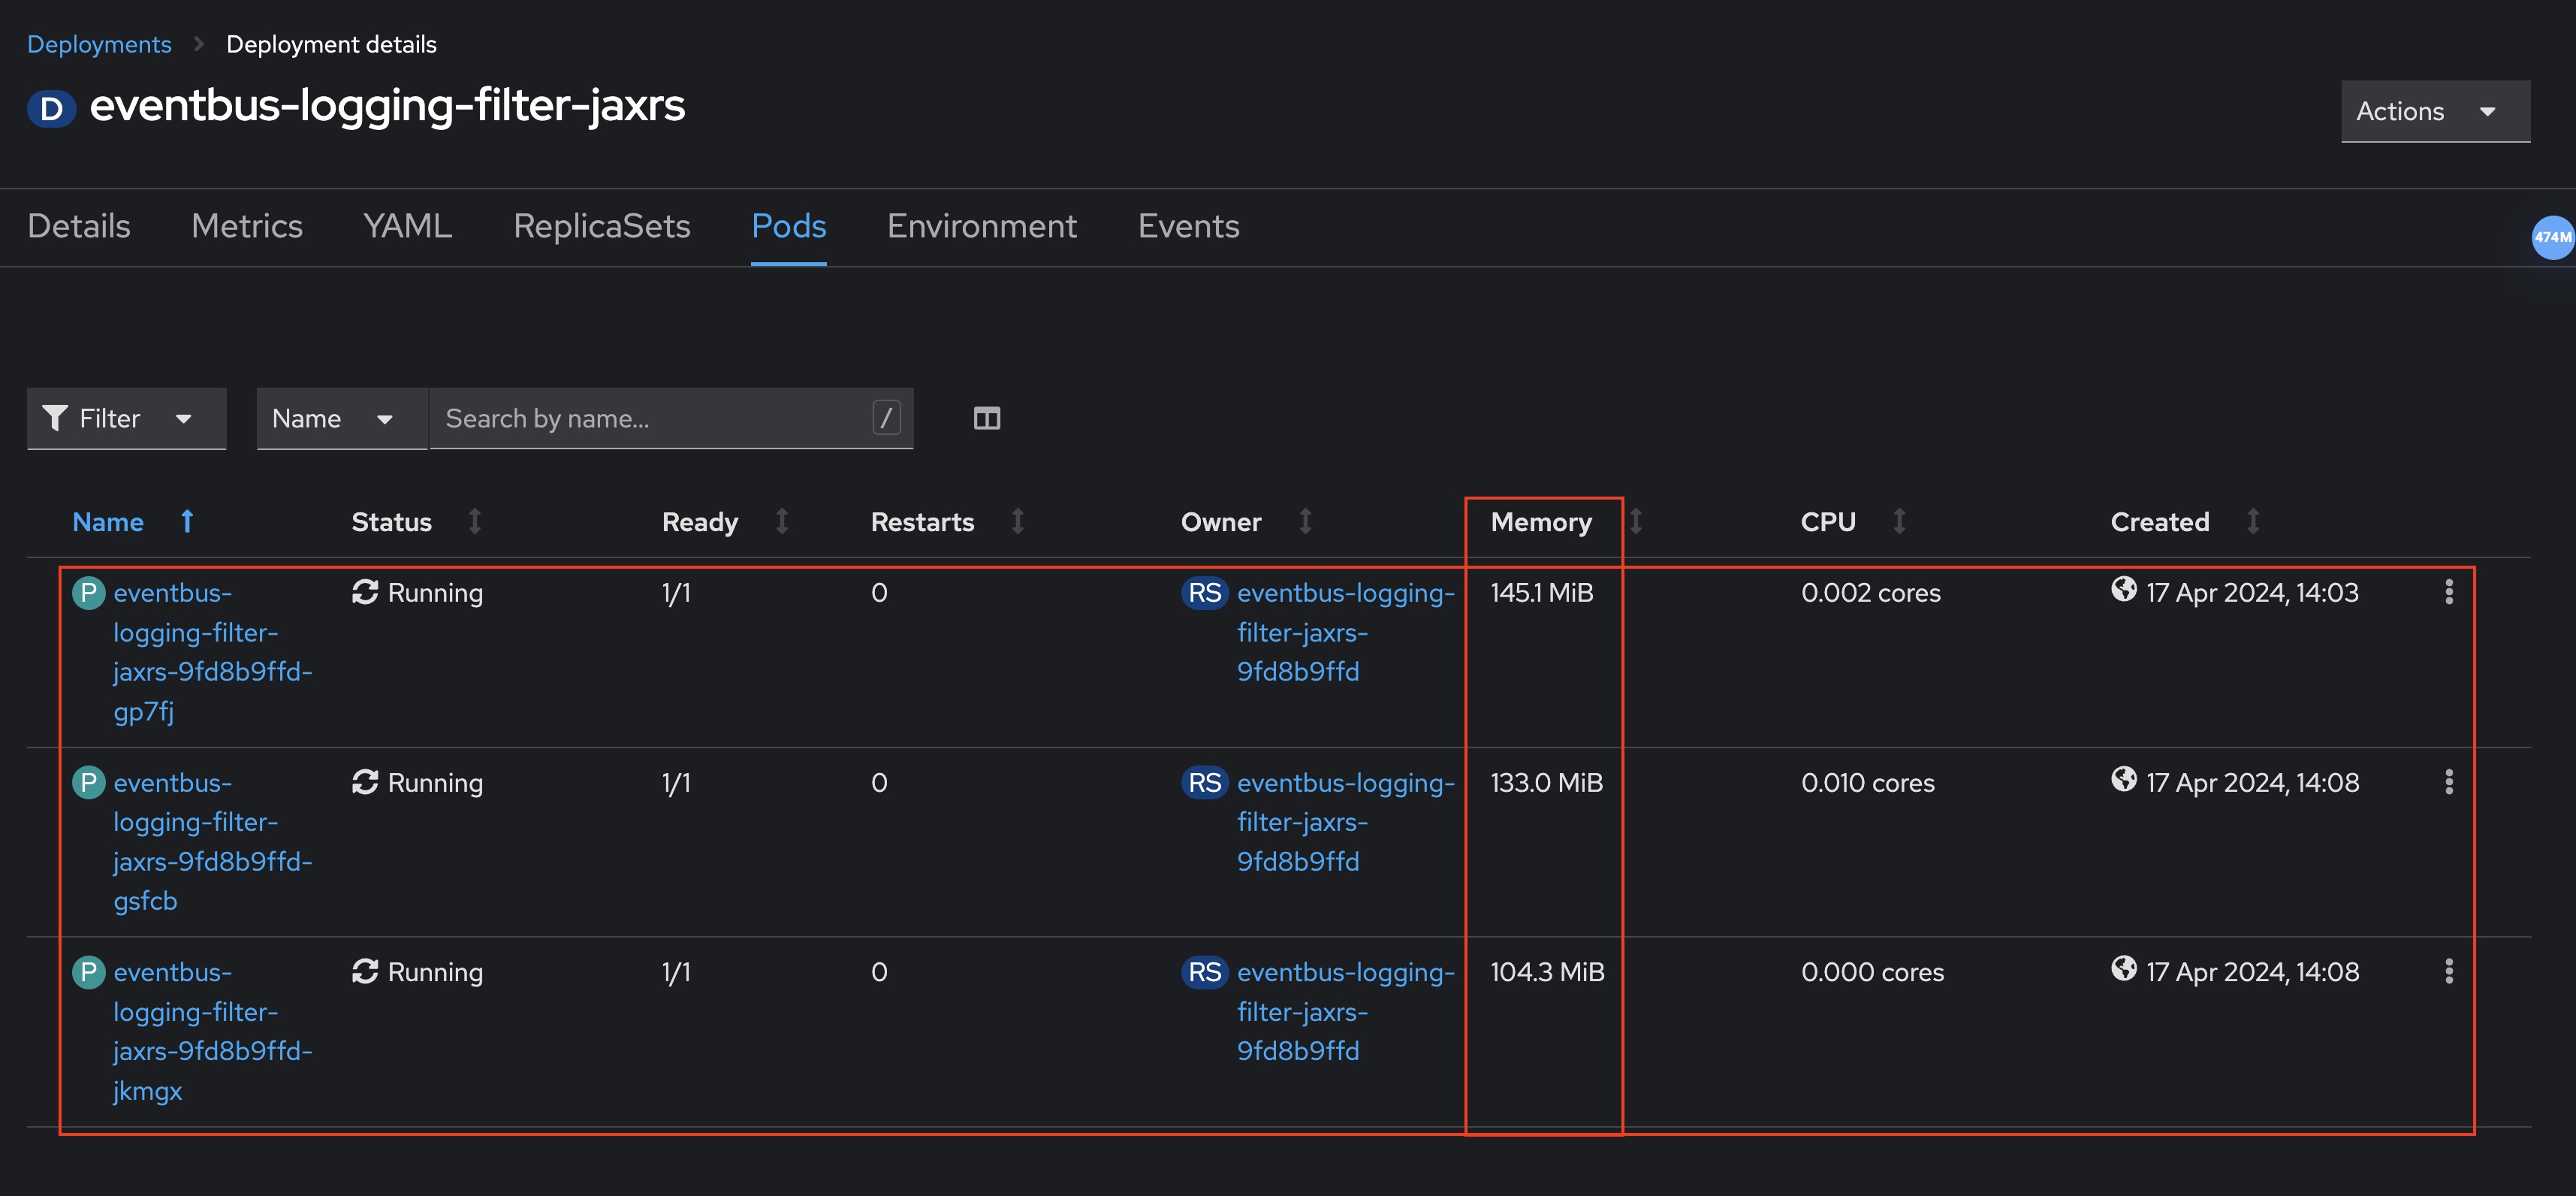 Deployments > Deployment details
D eventbus-logging-filter-jaxrs
Actions
Details Metrics YAML ReplicaSets Pods Environment Events
474M
Filter Name Search by name... /
Name Status Ready Restarts Owner Memory CPU Created
P eventbus- Running 1/1 0 RS eventbus-logging- 145.1 MiB 0.002 cores 17 Apr 2024, 14:03
logging-filter- filter-jaxrs-
jaxrs-9fd8b9ffd- 9fd8b9ffd
gp7fj
P eventbus- Running 1/1 0 RS eventbus-logging- 133.0 MiB 0.010 cores 17 Apr 2024, 14:08
logging-filter- filter-jaxrs-
jaxrs-9fd8b9ffd- 9fd8b9ffd
gsfcb
P eventbus- Running 1/1 0 RS eventbus-logging- 104.3 MiB 0.000 cores 17 Apr 2024, 14:08
logging-filter- filter-jaxrs-
jaxrs-9fd8b9ffd- 9fd8b9ffd
jkmgx